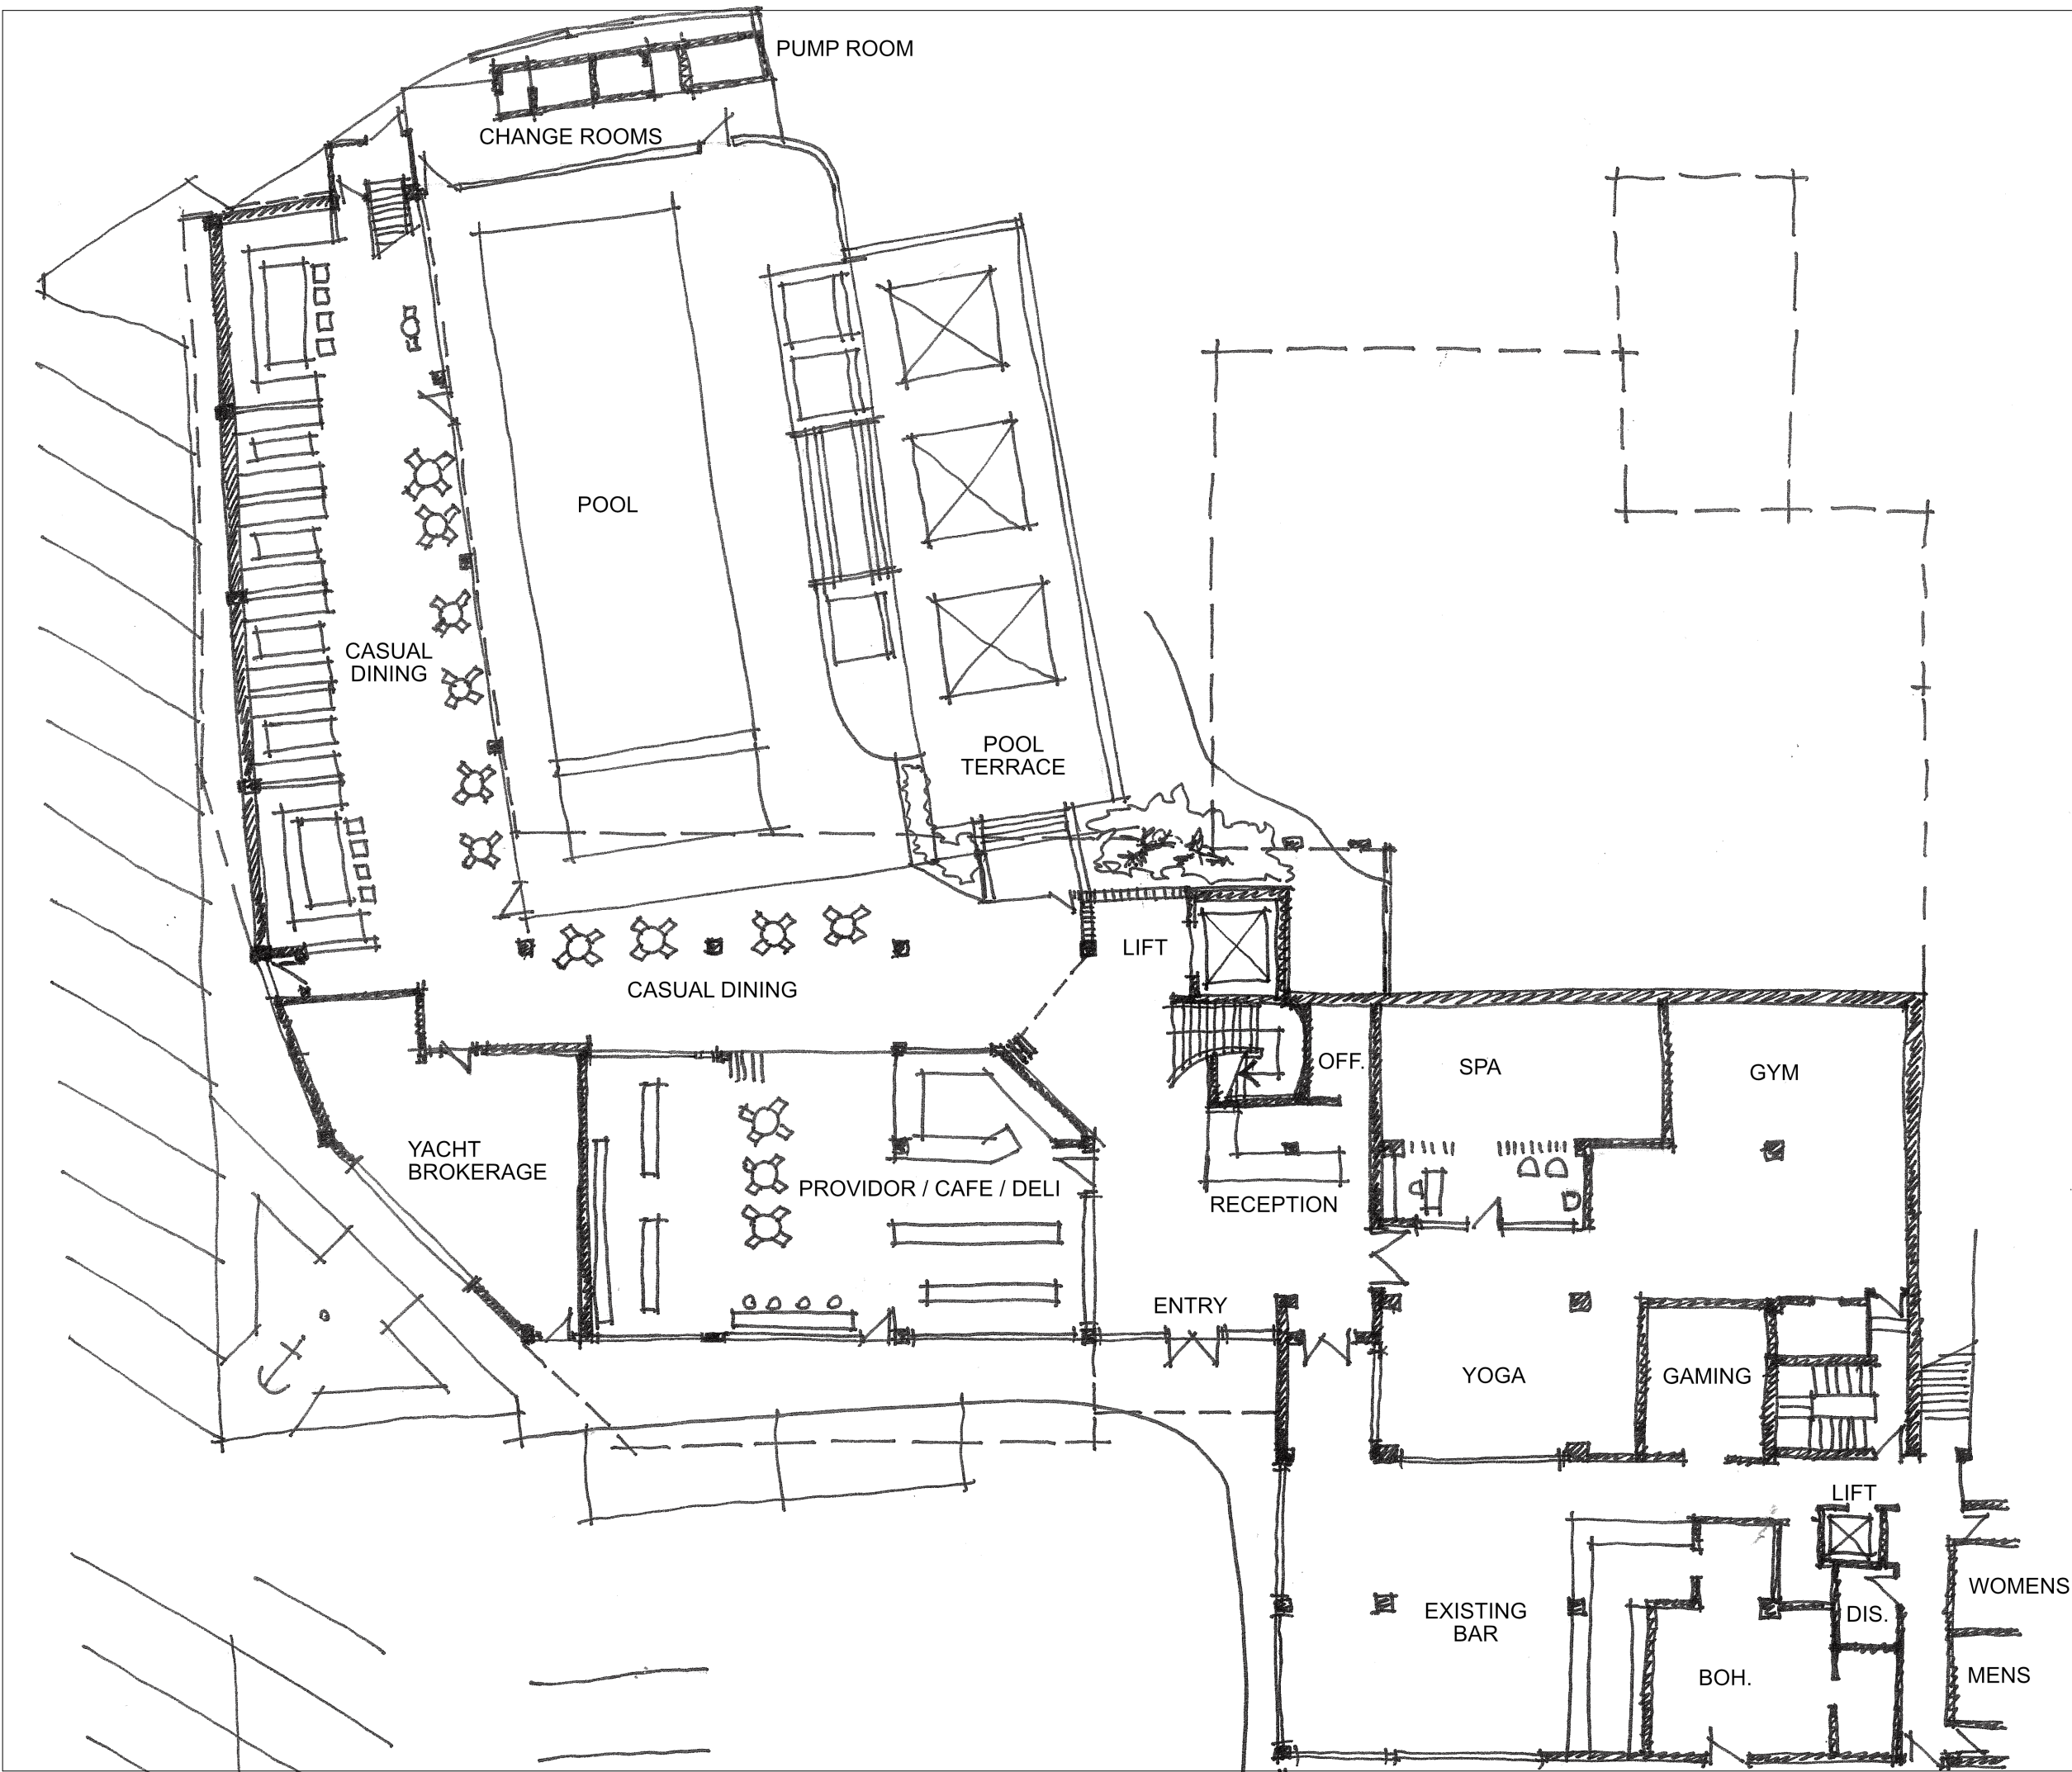 PUMP ROOM
CHANGE ROOMS
POOL
CASUAL
DINING
POOL
TERRACE
LIFT
CASUAL DINING
OFF.
SPA
GYM
YACHT
BROKERAGE
PROVIDOR / CAFE / DELI
RECEPTION
ENTRY
YOGA
GAMING
LIFT
WOMENS
EXISTING
BAR
DIS.
BOH.
MENS